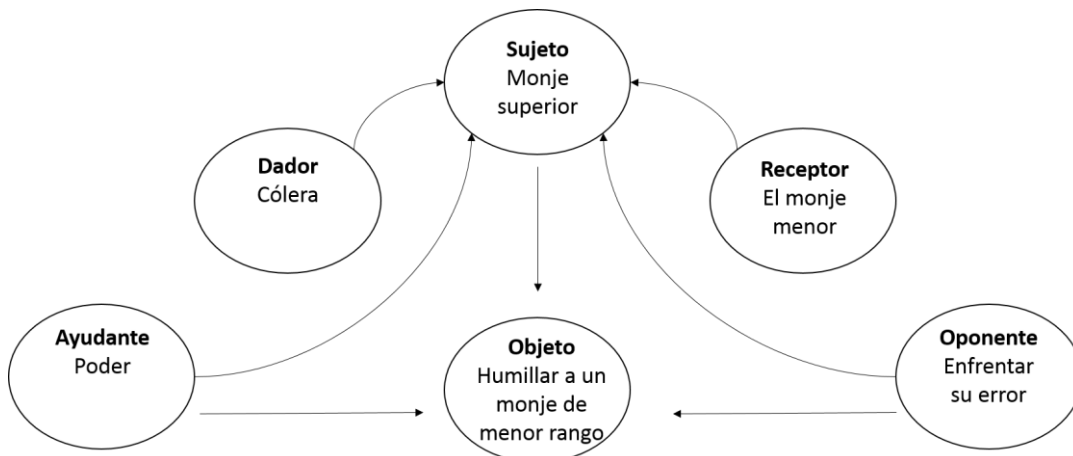 Sujeto
Monje
superior
Dador
Cólera
Receptor
El monje
menor
Ayudante
Poder
Objeto
Humillar a un
monje de
menor rango
Oponente
Enfrentar
su error